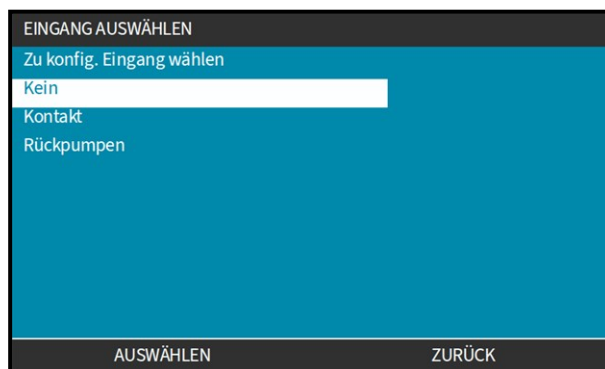 EINGANG AUSWÄHLEN
Zu konfig. Eingang wählen
Kein
Kontakt
Rückpumpen
AUSWÄHLEN ZURÜCK